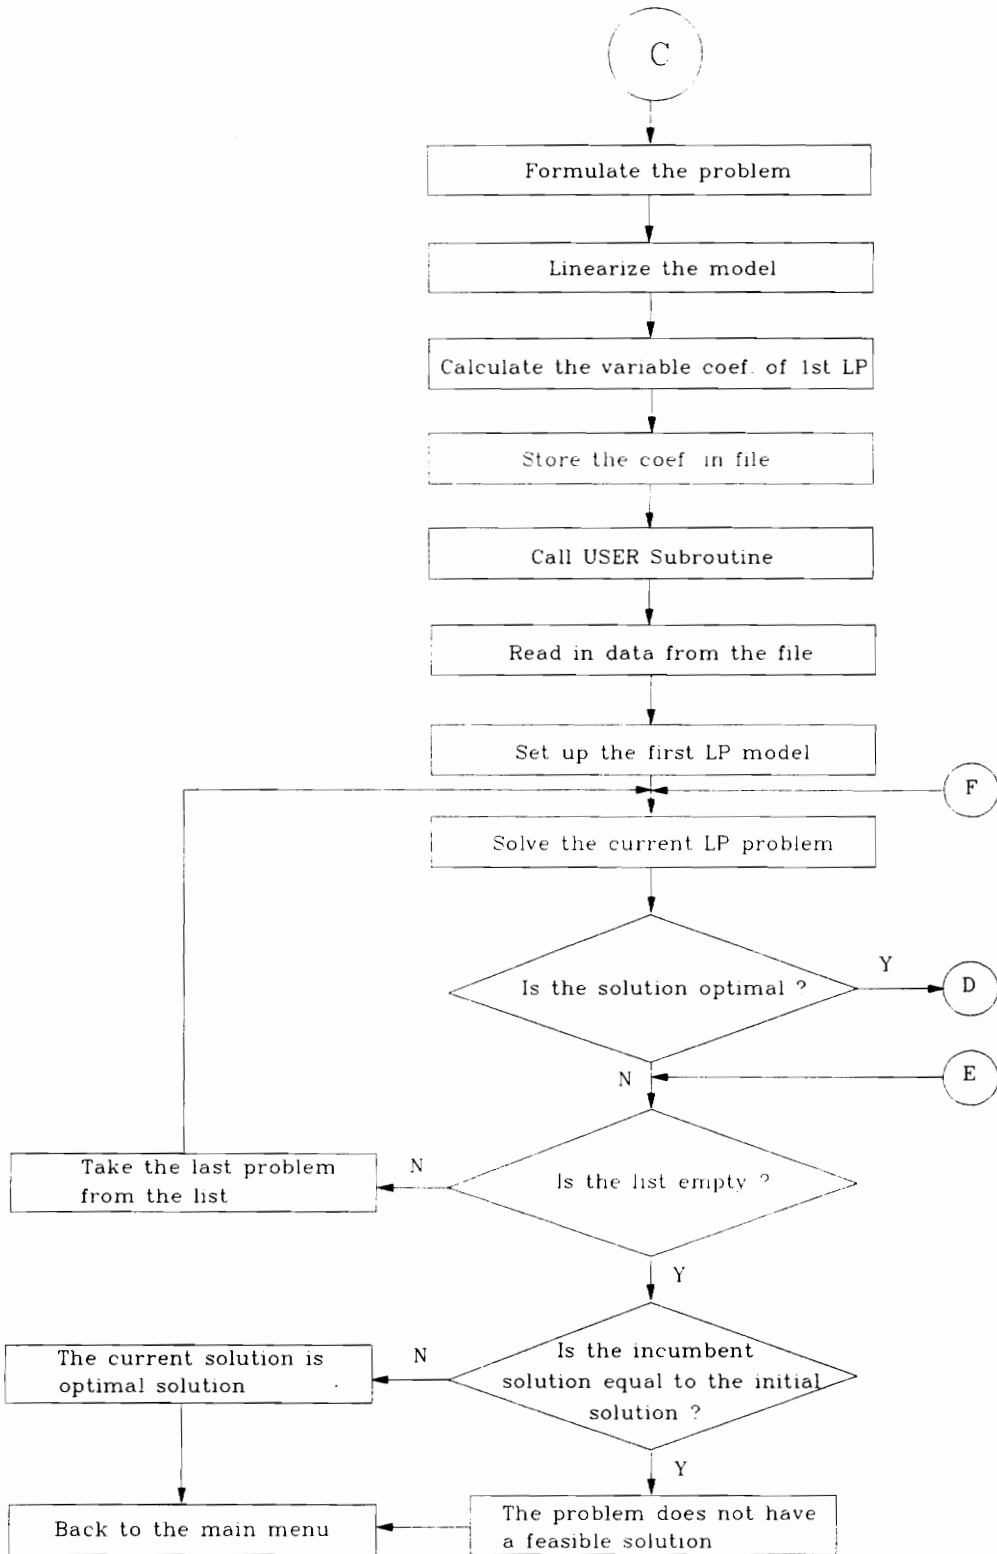 C
Formulate the problem
Linearize the model
Calculate the variable coef. of 1st LP
Store the coef in file
Call USER Subroutine
Read in data from the file
Set up the first LP model
F
Solve the current LP problem
Is the solution optimal ?
Y
D
N
E
Take the last problem
from the list
N
Is the list empty ?
Y
The current solution is
optimal solution
N
Is the incumbent
solution equal to the initial
solution ?
Y
Back to the main menu
The problem does not have
a feasible solution